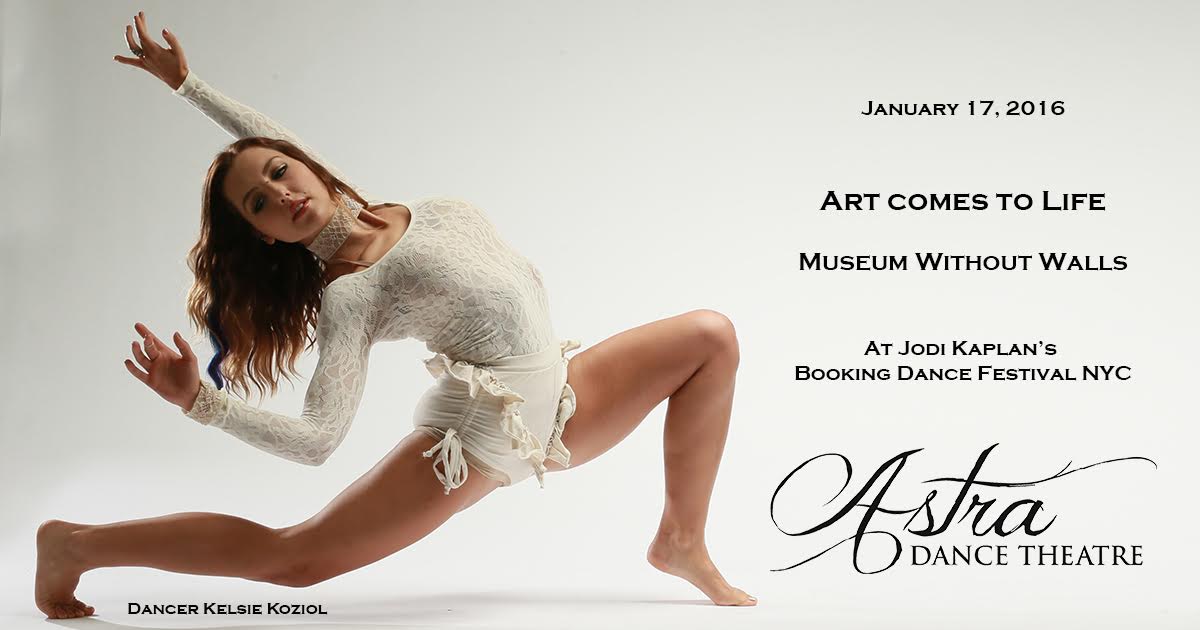 January 17, 2016
Art comes to Life
Museum Without Walls
At Jodi Kaplan's
Booking Dance Festival NYC
Astra
DANCE THEATRE
Dancer Kelsie Koziol